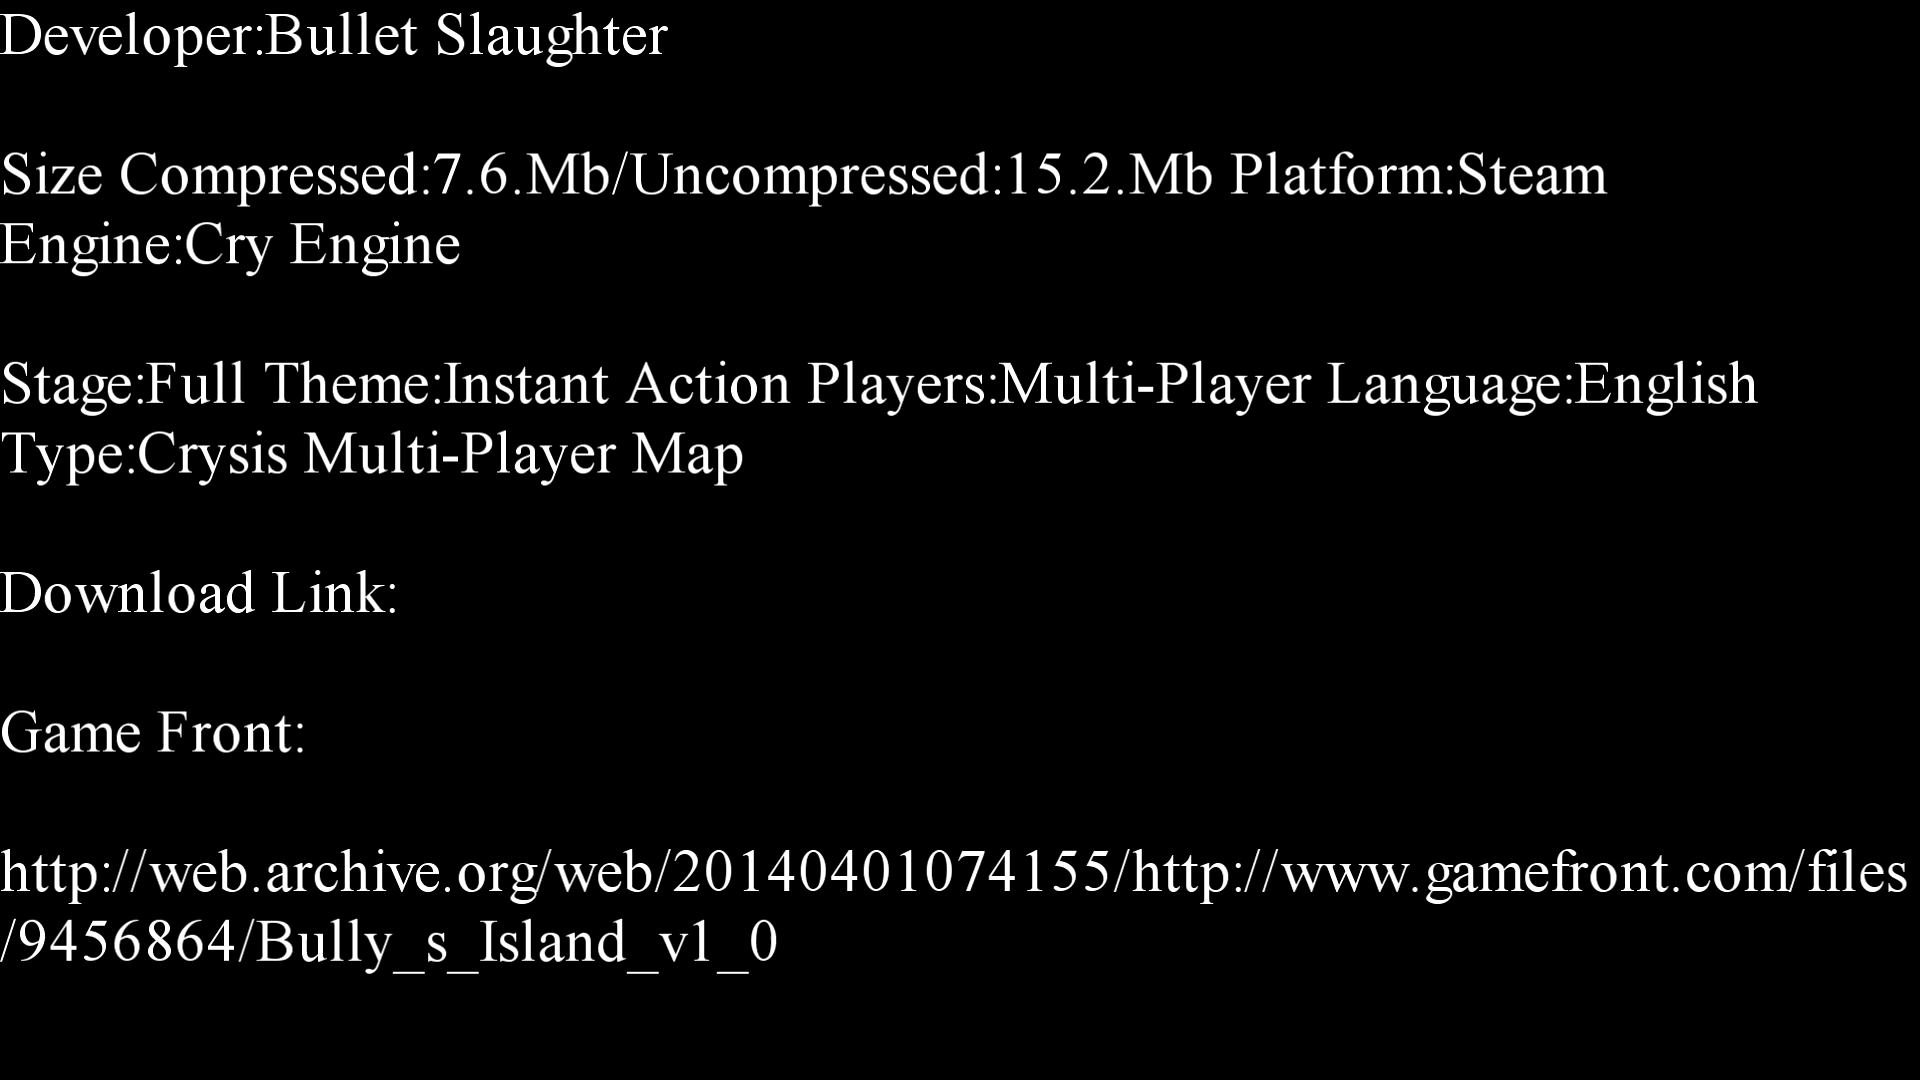 Developer:Bullet Slaughter
Size Compressed:7.6.Mb/Uncompressed:15.2.Mb Platform:Steam
Engine:Cry Engine
Stage:Full Theme:Instant Action Players:Multi-Player Language:English
Type:Crysis Multi-Player Map
Download Link:
Game Front:
http://web.archive.org/web/20140401074155/http://www.gamefront.com/files
/9456864/Bully_s_Island_v1_0